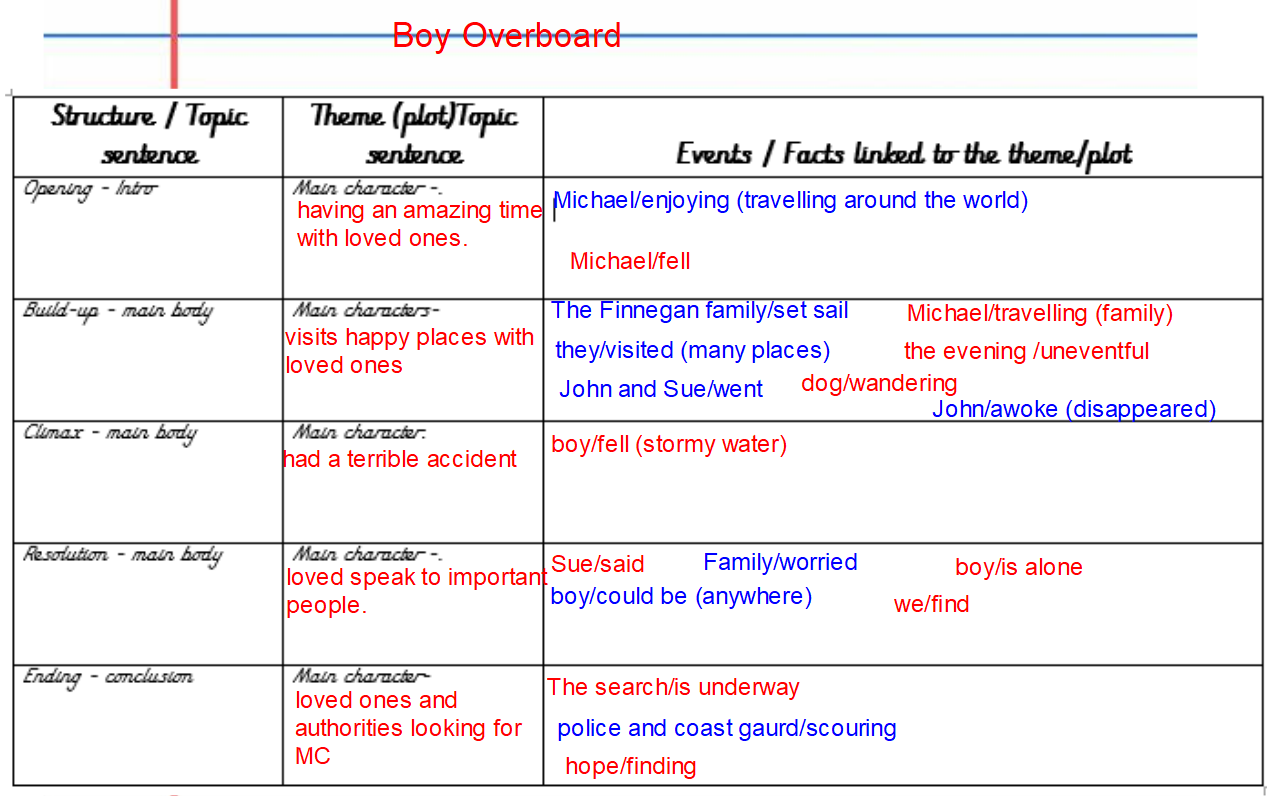 Boy Overboard
Structure / Topic
sentence
Theme (plot)Topic
sentence
Events / Facts linked to the theme/plot
Opening - Intro
Main character -.
having an amazing time
with loved ones.
Michael/enjoying (travelling around the world)
Michael/fell
Build-up - main body
Main characters-
visits happy places with
loved ones
The Finnegan family/set sail
Michael/travelling (family)
they/visited (many places)
the evening /uneventful
John and Sue/went
dog/wandering
John/awoke (disappeared)
Climax - main body
Main character.
had a terrible accident
boy/fell (stormy water)
Resolution - main body
Main character -.
loved speak to important
people.
Sue/said
Family/worried
boy/is alone
boy/could be (anywhere)
we/find
Ending - conclusion
Main character-
loved ones and
authorities looking for
MC
The search/is underway
police and coast gaurd/scouring
hope/finding